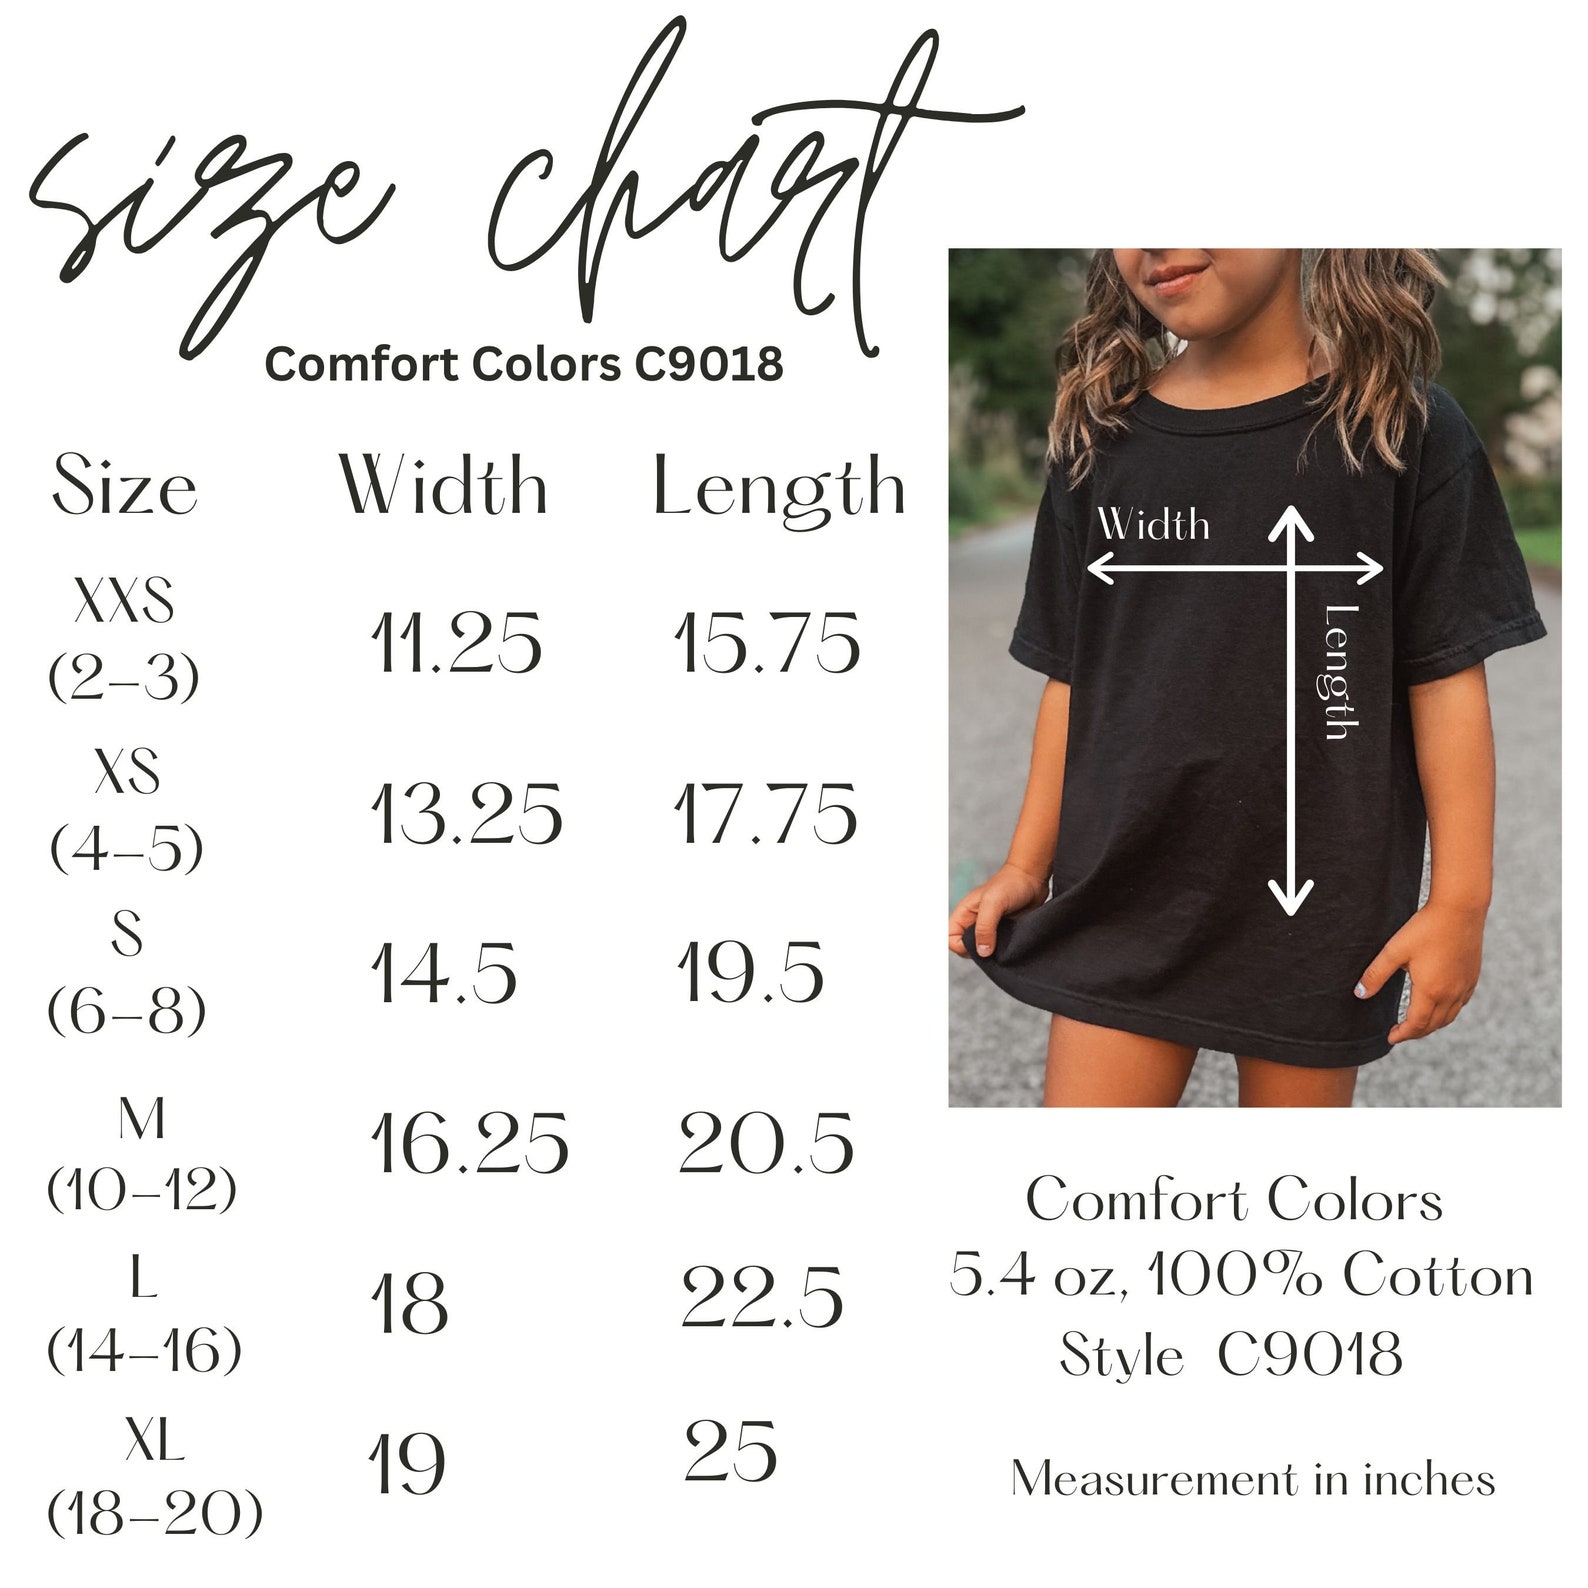 size chart
Comfort Colors C9018
Size Width Length
XXS
(2-3) 11.25 15.75
XS
(4-5) 13.25 17.75
S
(6-8) 14.5 19.5
M
(10-12) 16.25 20.5
L
(14-16) 18 22.5
XL
(18-20) 19 25
Width
Length
Comfort Colors
5.4 oz, 100% Cotton
Style C9018
Measurement in inches